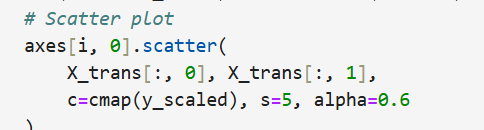 # Scatter plot
axes[i, 0].scatter(
    X_trans[:, 0], X_trans[:, 1],
    c=cmap(y_scaled), s=5, alpha=0.6
)